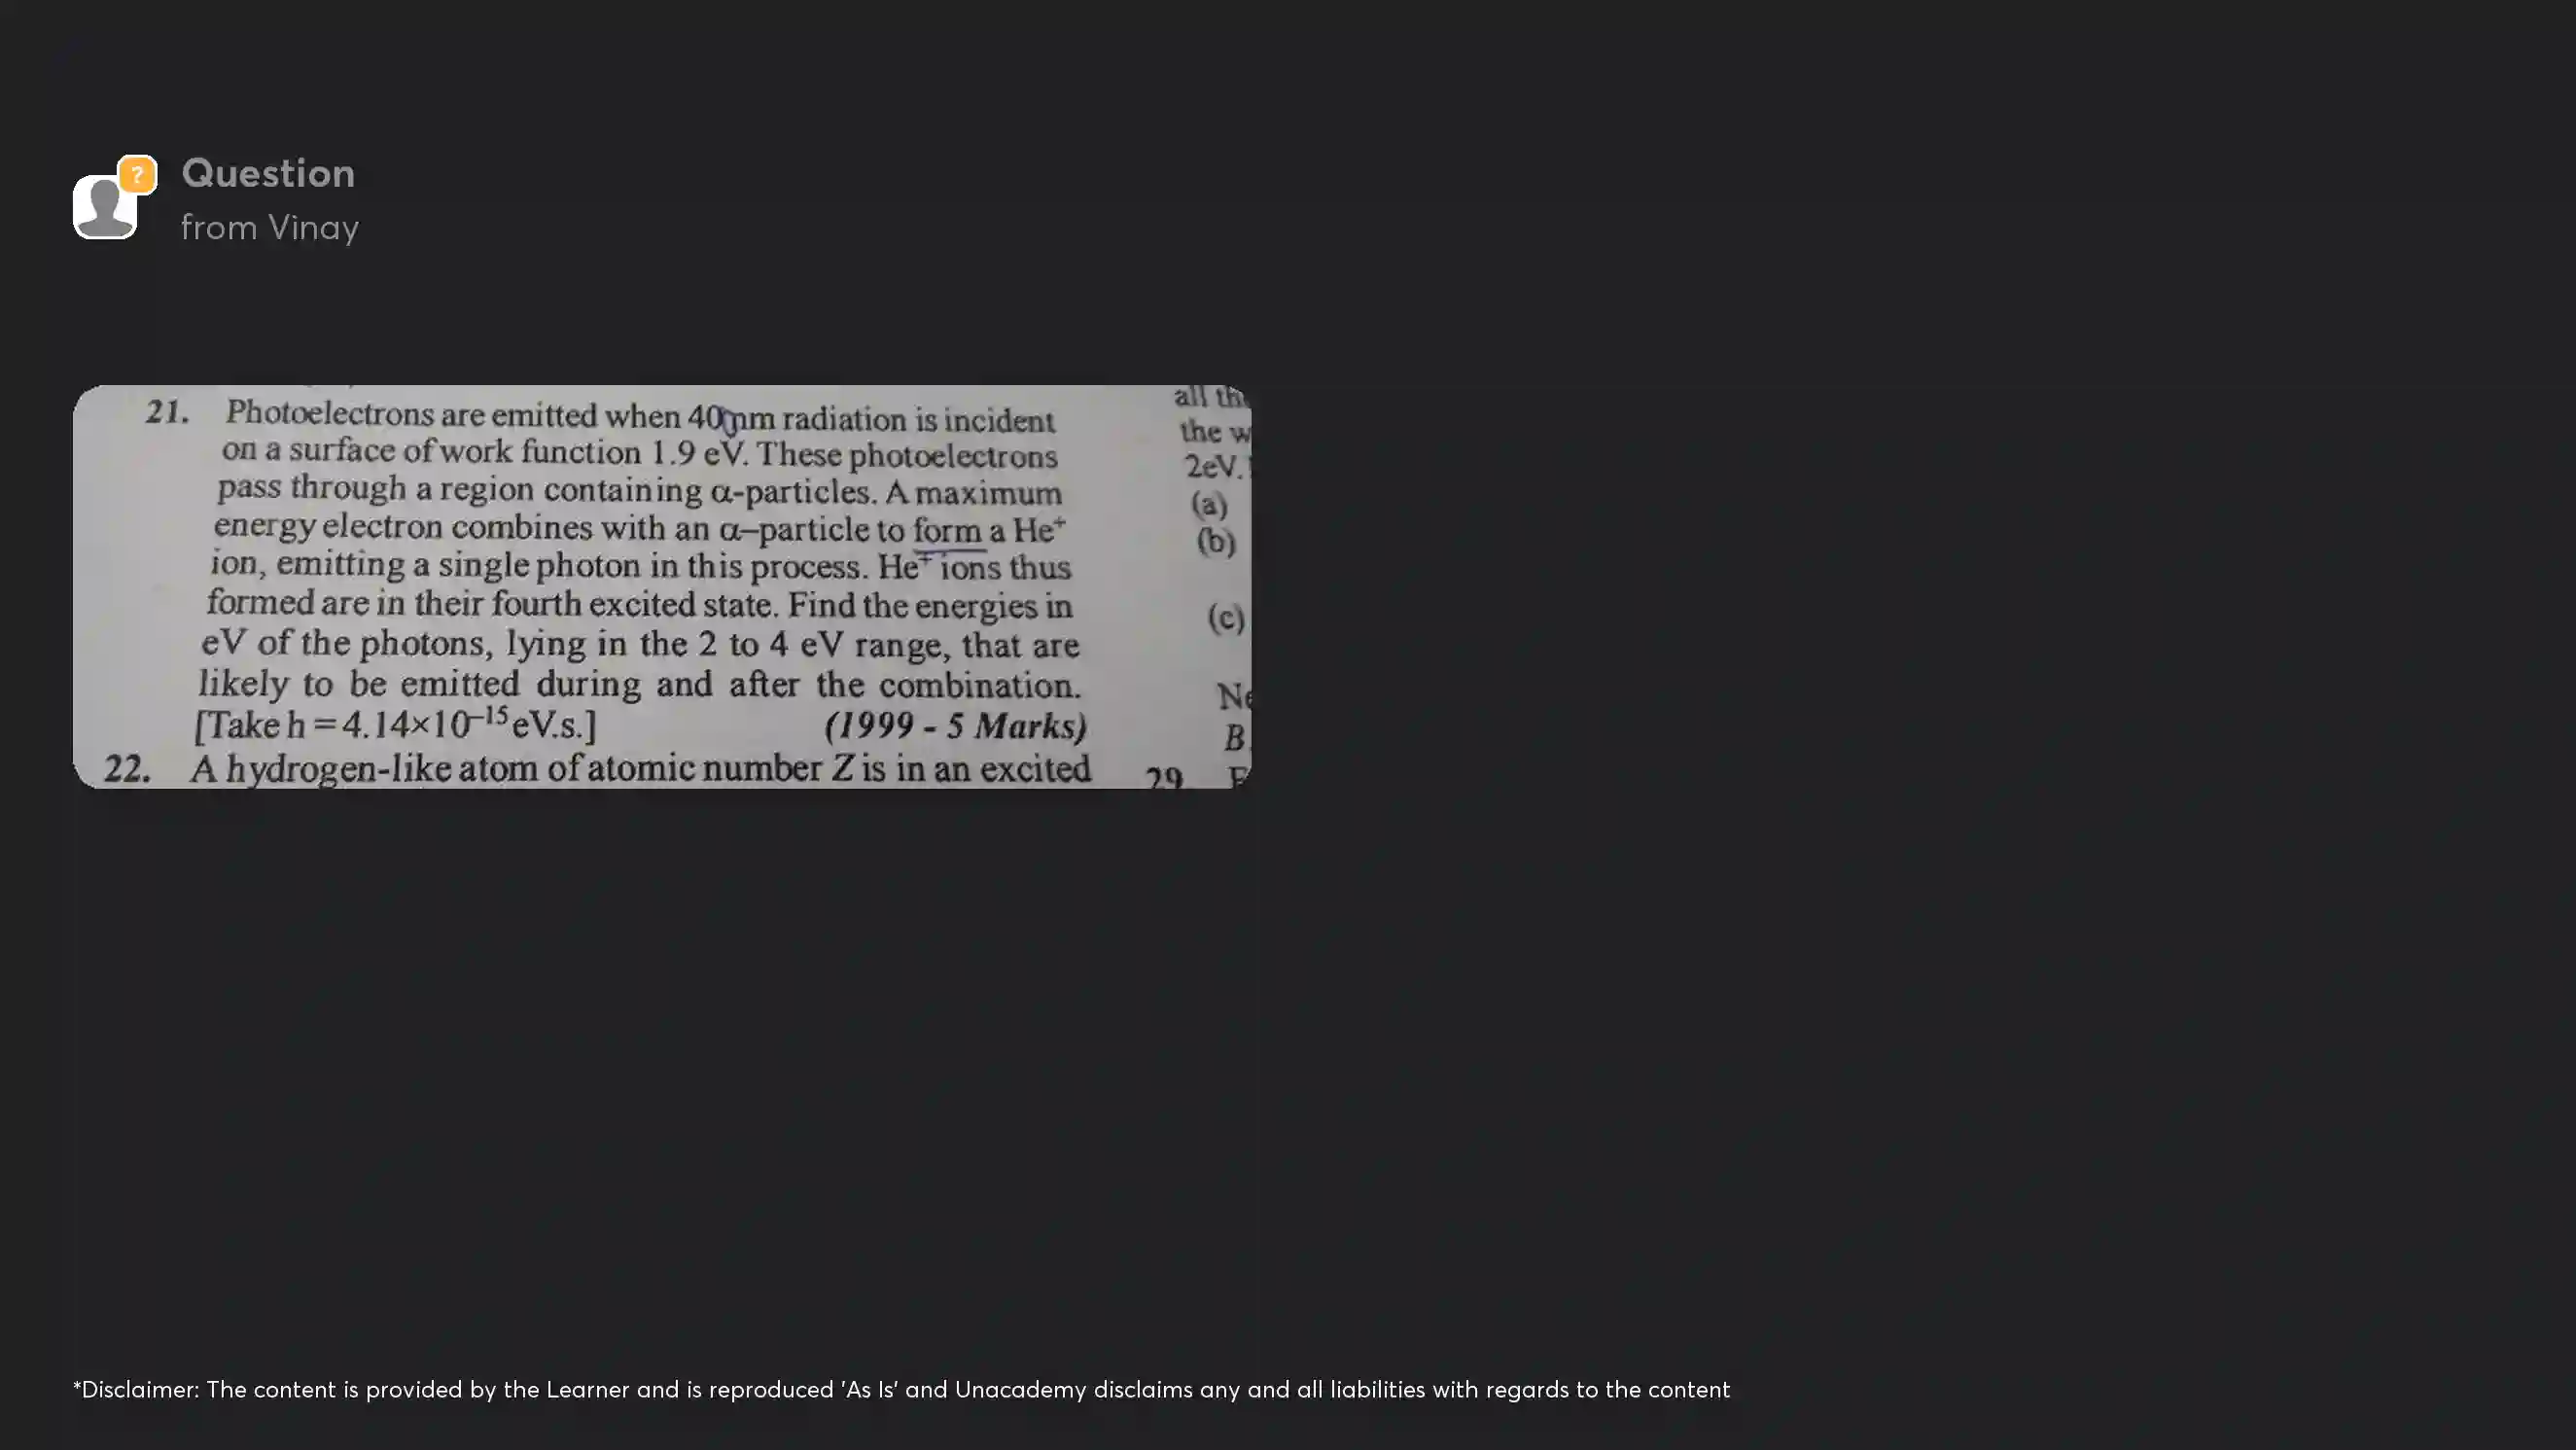 Question
from Vinay
21. Photoelectrons are emitted when 400nm radiation is incident
on a surface of work function 1.9 eV. These photoelectrons
pass through a region containing α-particles. A maximum
energy electron combines with an α–particle to form a He⁺
ion, emitting a single photon in this process. He⁺ ions thus
formed are in their fourth excited state. Find the energies in
eV of the photons, lying in the 2 to 4 eV range, that are
likely to be emitted during and after the combination.
[Take h = 4.14×10⁻¹⁵eV.s.] (1999 - 5 Marks)
22. A hydrogen-like atom of atomic number Z is in an excited
all
the
2eV.
(a)
(b)
(c)
B
29
*Disclaimer: The content is provided by the Learner and is reproduced 'As Is' and Unacademy disclaims any and all liabilities with regards to the content